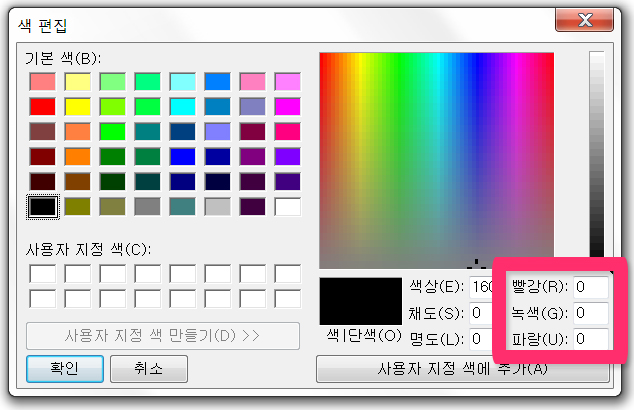 색 편집
기본 색(B):
사용자 지정 색(C):
사용자 지정 색 만들기(D) >>
확인
취소
색|단색(O)
색상(E): 160
채도(S): 0
명도(L): 0
빨강(R): 0
녹색(G): 0
파랑(U): 0
사용자 지정 색에 추가(A)